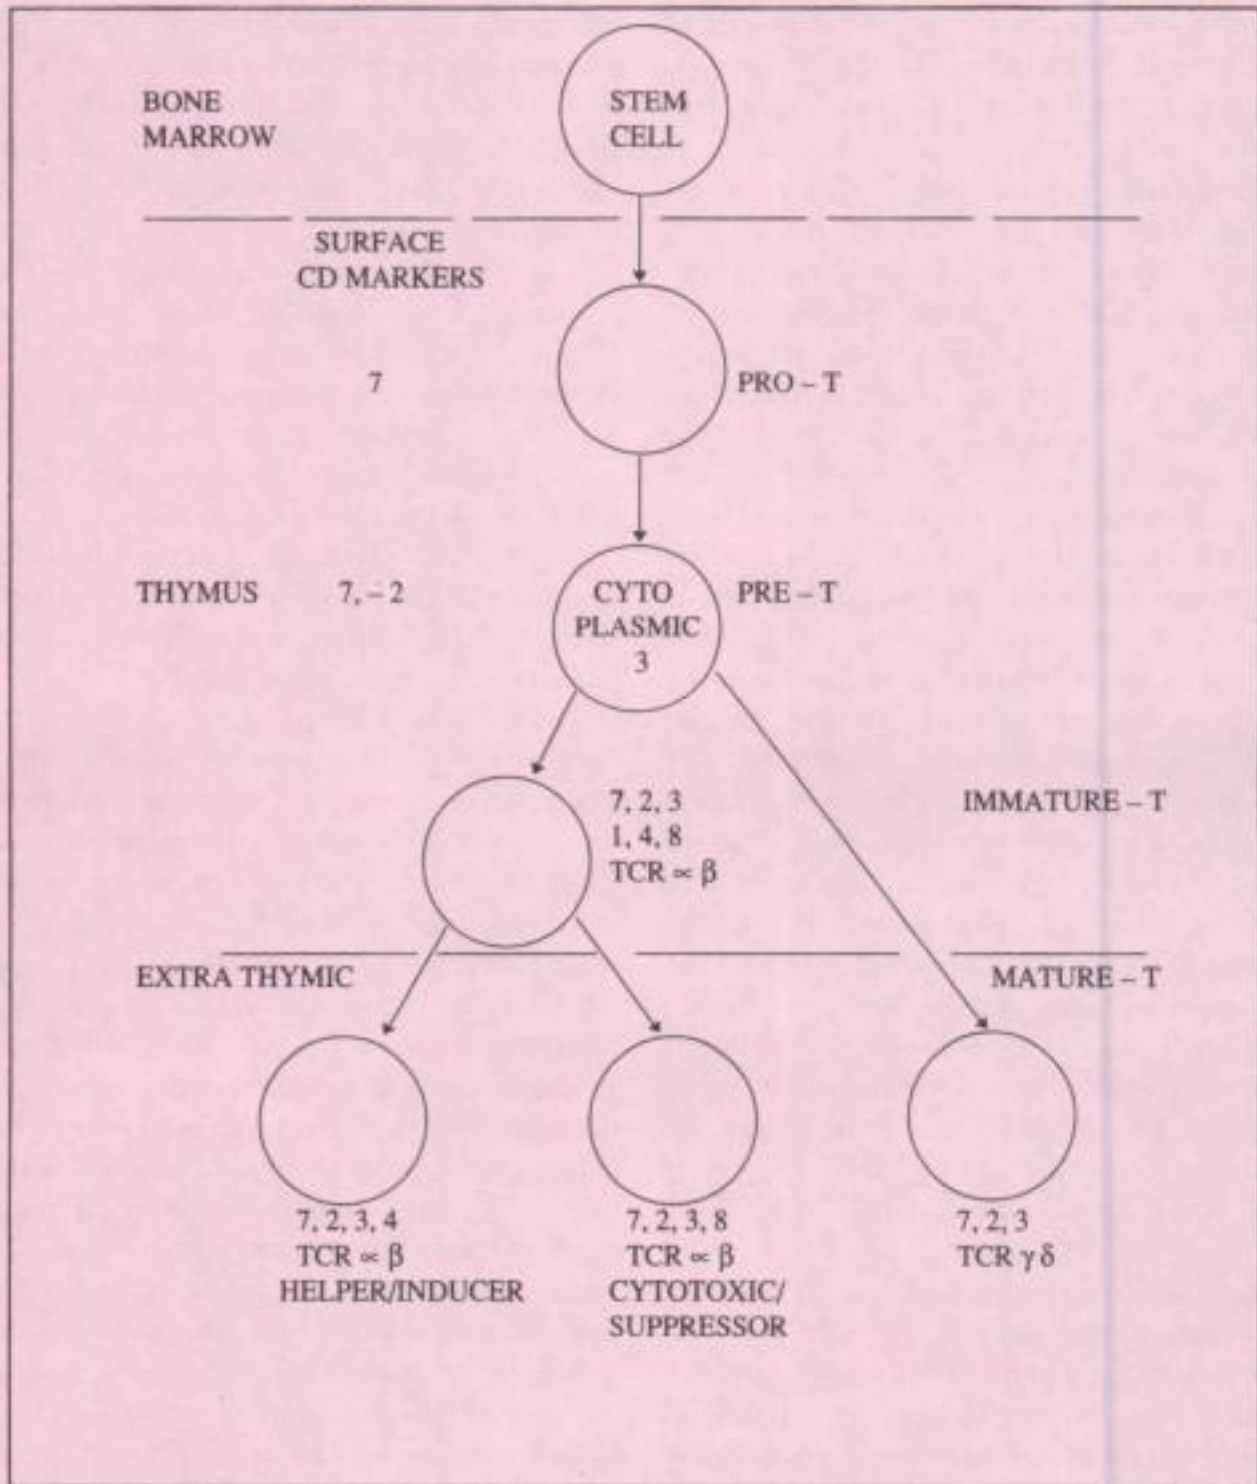 BONE
MARROW
STEM
CELL
SURFACE
CD MARKERS
7
PRO – T
THYMUS
7, – 2
CYTO
PLASMIC
3
PRE – T
7, 2, 3
1, 4, 8
TCR ∝ β
IMMATURE – T
EXTRA THYMIC
MATURE – T
7, 2, 3, 4
TCR ∝ β
HELPER/INDUCER
7, 2, 3, 8
TCR ∝ β
CYTOTOXIC/
SUPPRESSOR
7, 2, 3
TCR γ δ